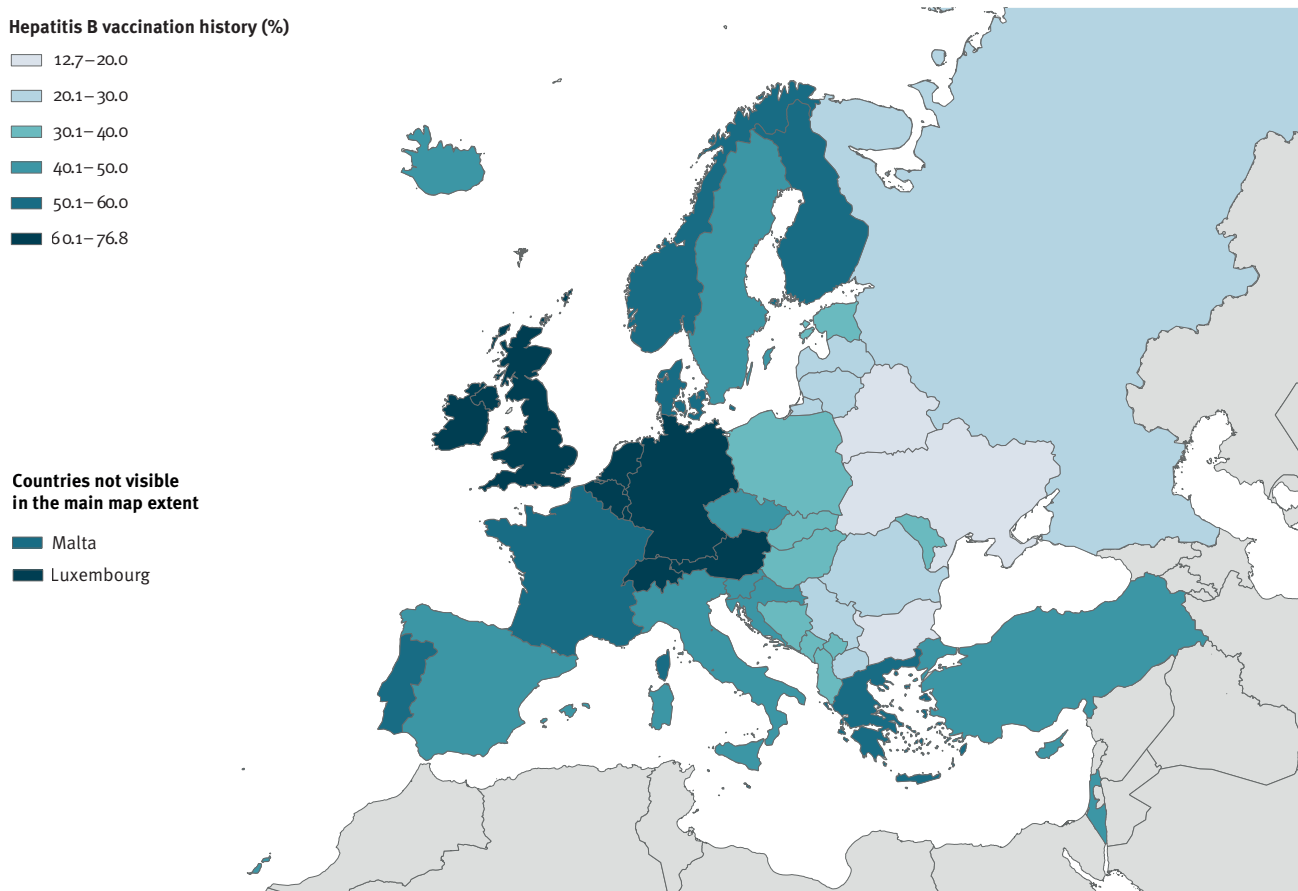 Hepatitis B vaccination history (%)
12.7–20.0
20.1–30.0
30.1–40.0
40.1–50.0
50.1–60.0
60.1–76.8
Countries not visible
in the main map extent
Malta
Luxembourg